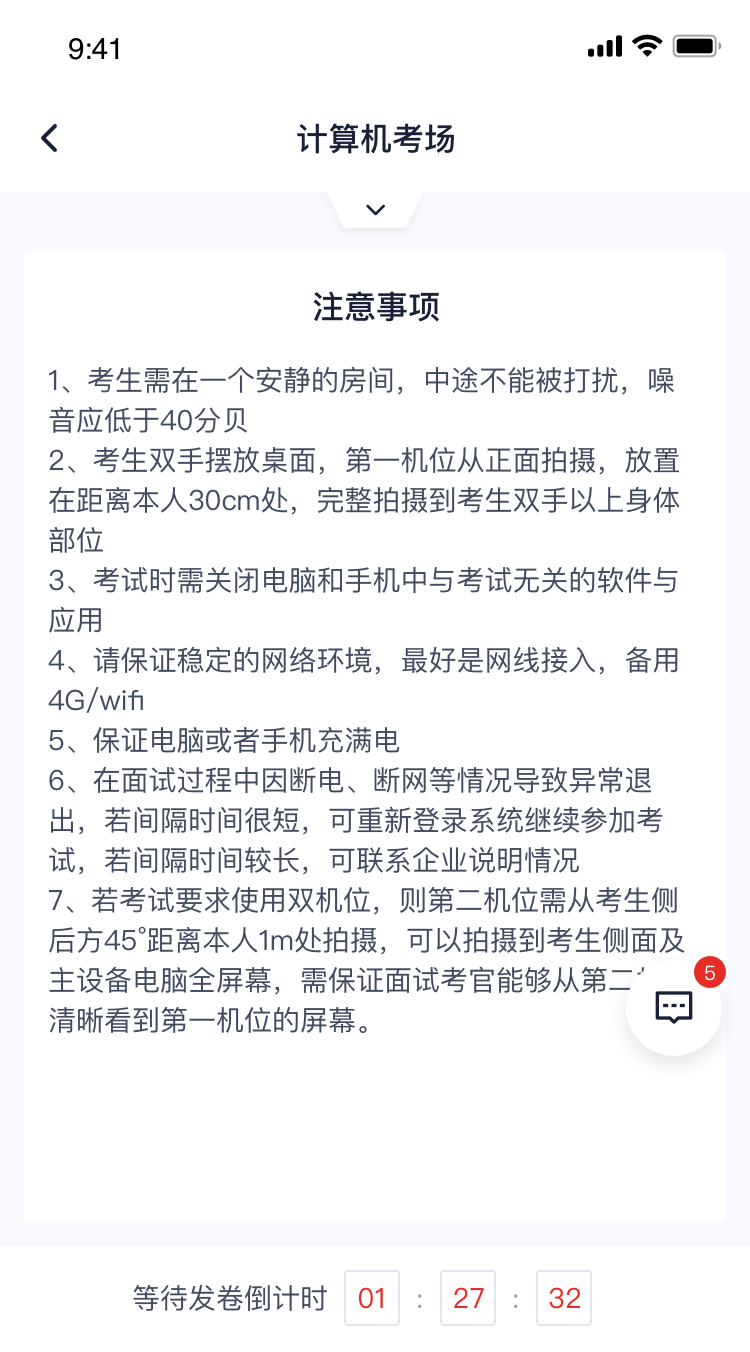 9:41
计算机考场
注意事项
1、考生需在一个安静的房间，中途不能被打扰，噪
音应低于40分贝
2、考生双手摆放桌面，第一机位从正面拍摄，放置
在距离本人30cm处，完整拍摄到考生双手以上身体
部位
3、考试时需关闭电脑和手机中与考试无关的软件与
应用
4、请保证稳定的网络环境，最好是网线接入，备用
4G/wifi
5、保证电脑或者手机充满电
6、在面试过程中因断电、断网等情况导致异常退
出，若间隔时间很短，可重新登录系统继续参加考
试，若间隔时间较长，可联系企业说明情况
7、若考试要求使用双机位，则第二机位需从考生侧
后方45°距离本人1m处拍摄，可以拍摄到考生侧面及
主设备电脑全屏幕，需保证面试考官能够从第二
5
清晰看到第一机位的屏幕。
等待发卷倒计时 01 : 27 : 32